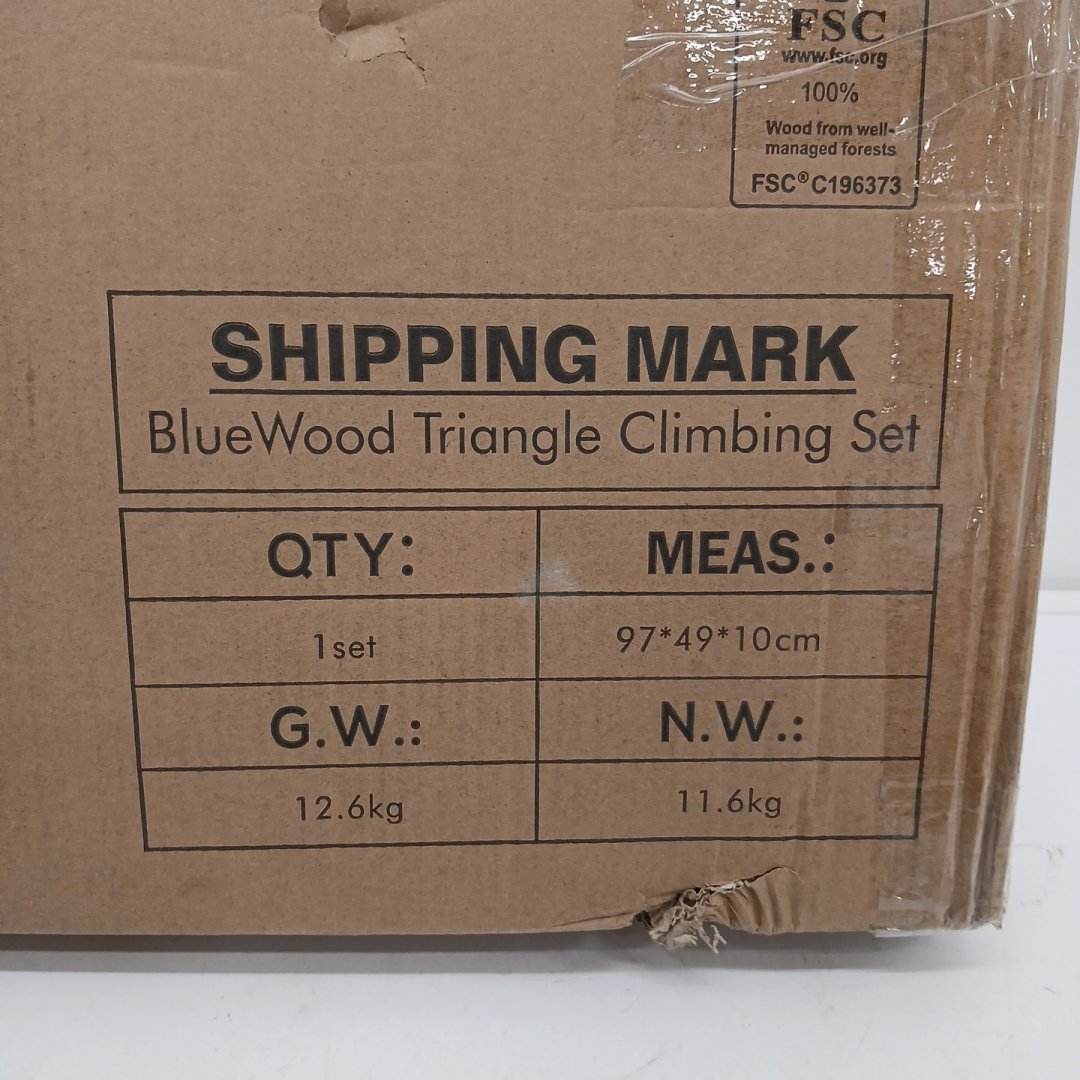 FSC
www.fsc.org
100%
Wood from well-
managed forests
FSC® C196373
SHIPPING MARK
BlueWood Triangle Climbing Set
QTY: MEAS.:
1set 97*49*10cm
G.W.: N.W.:
12.6kg 11.6kg